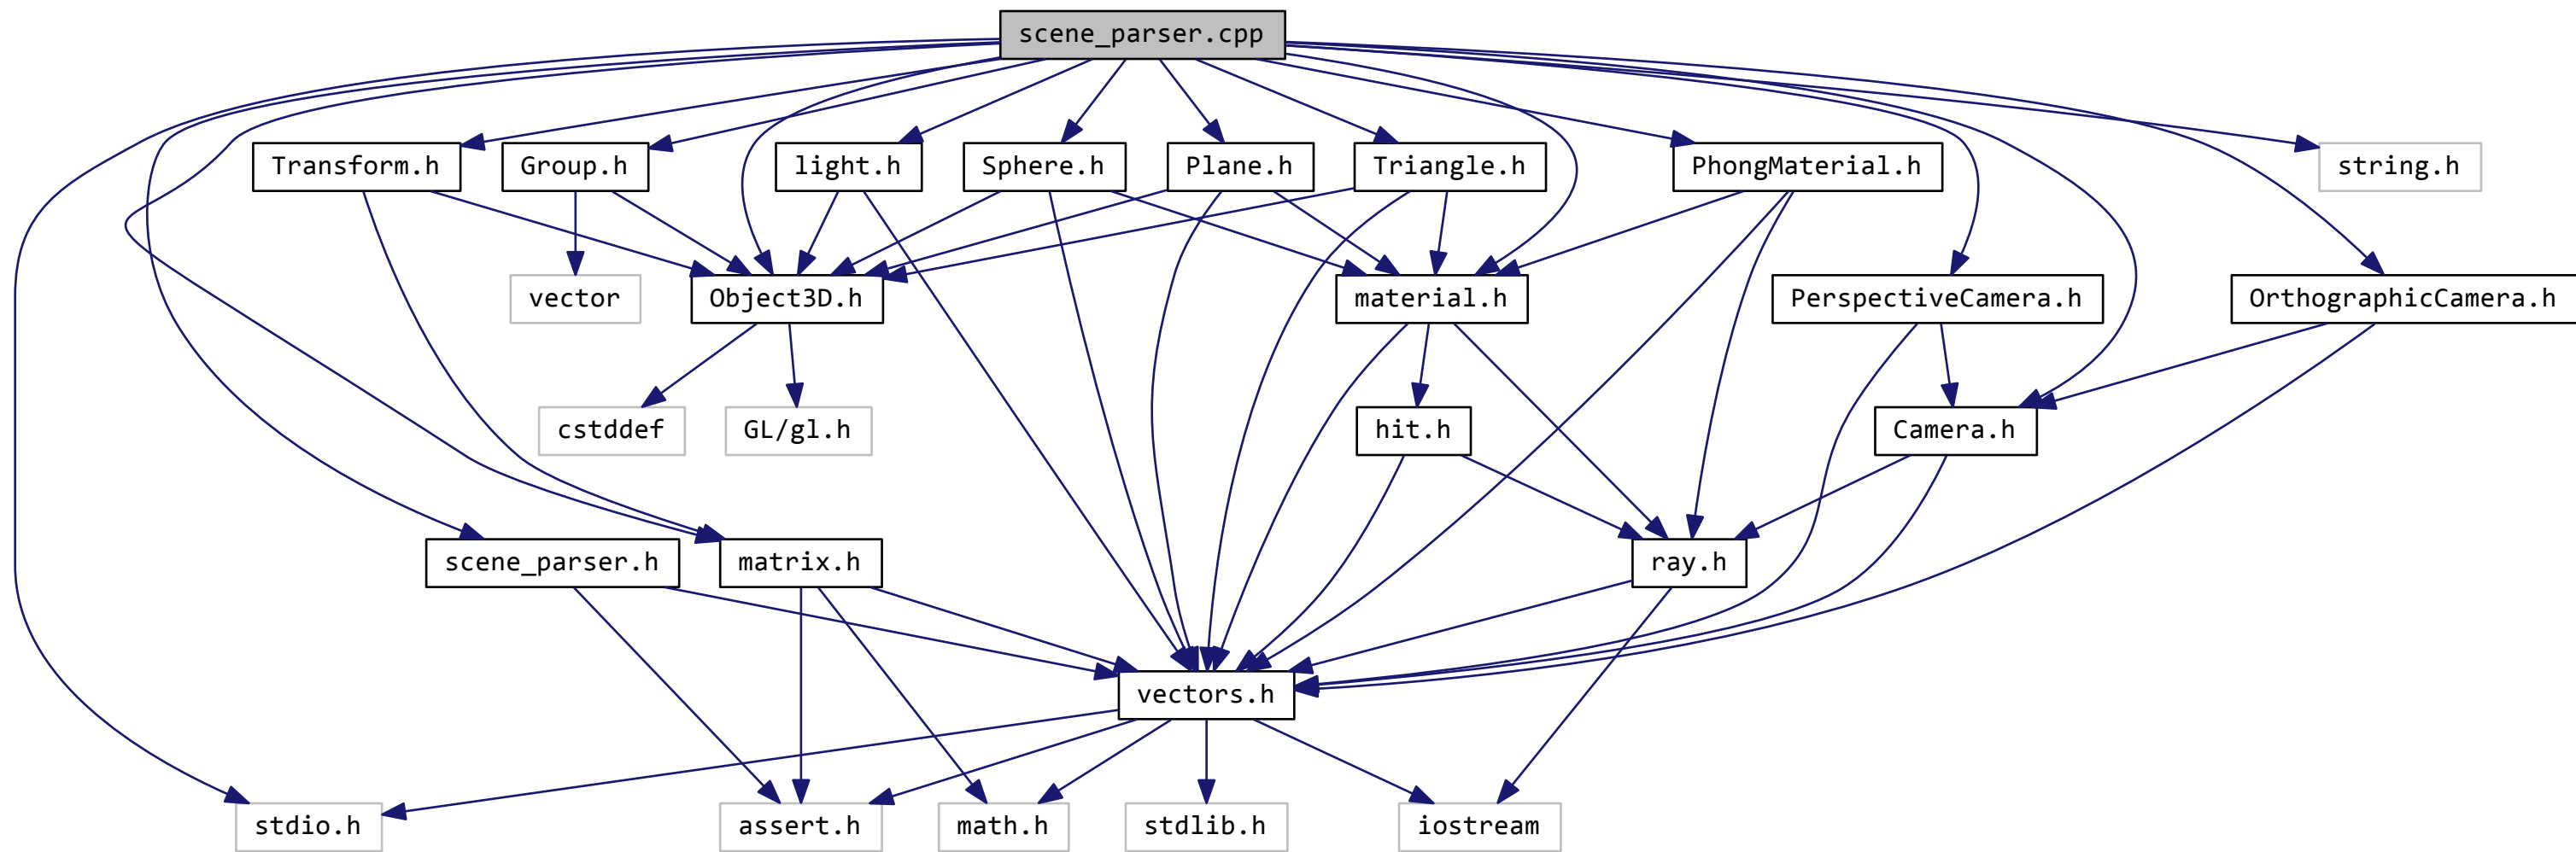 scene_parser.cpp
Transform.h
Group.h
light.h
Sphere.h
Plane.h
Triangle.h
PhongMaterial.h
string.h
vector
Object3D.h
material.h
PerspectiveCamera.h
OrthographicCamera.h
cstddef
GL/gl.h
hit.h
Camera.h
scene_parser.h
matrix.h
ray.h
vectors.h
stdio.h
assert.h
math.h
stdlib.h
iostream